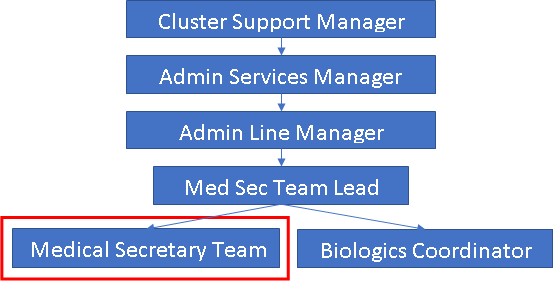 Cluster Support Manager
Admin Services Manager
Admin Line Manager
Med Sec Team Lead
Medical Secretary Team
Biologics Coordinator